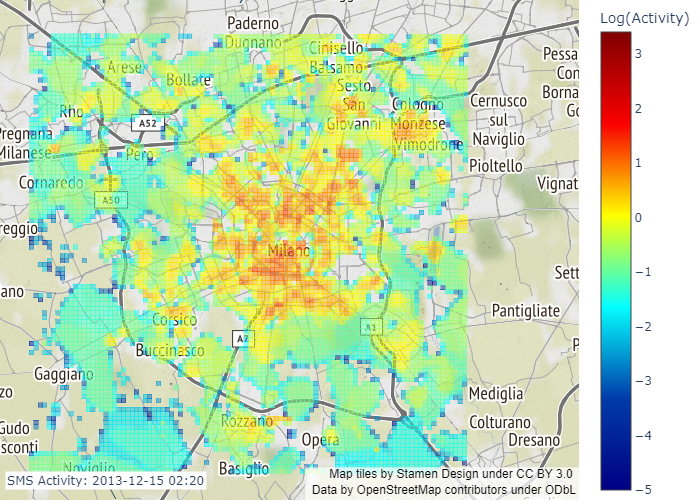 Log(Activity)
3
2
1
0
−1
−2
−3
−4
−5
Paderno
Dugnano
Cinisello
Balsamo
Arese
Bollate
Sesto
San
Giovanni
Cologno
Monzese
Vimodrone
Pessa
Con
Borna
Go
Cernusco
sul
Naviglio
Pioltello
Vignat
Rho
A52
Pregnana
Milanese
Pero
Cornaredo
A50
reggio
Milano
Sett
ano
Pantigliate
Corsico
A7
A1
Buccinasco
P
Gaggiano
zo
Mediglia
Rozzano
Colturano
Dresano
Gudo
sconti
Opera
Noviglio
Basiglio
SMS Activity: 2013-12-15 02:20
Map tiles by Stamen Design under CC BY 3.0
Data by OpenStreetMap contributors under ODbL